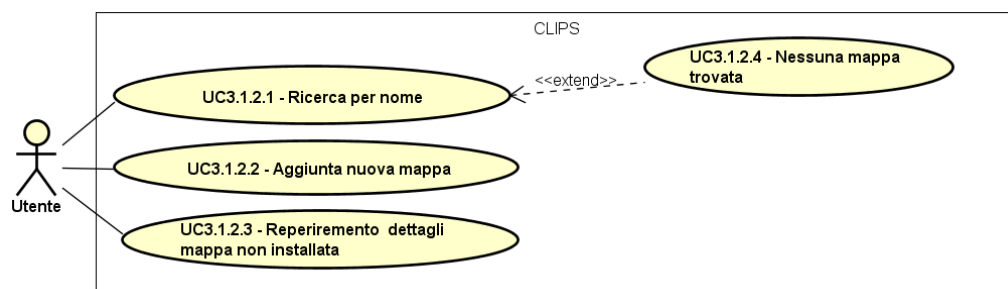 CLIPS
UC3.1.2.4 - Nessuna mappa
trovata
<<extend>>
UC3.1.2.1 - Ricerca per nome
UC3.1.2.2 - Aggiunta nuova mappa
Utente
UC3.1.2.3 - Reperiremento dettagli
mappa non installata